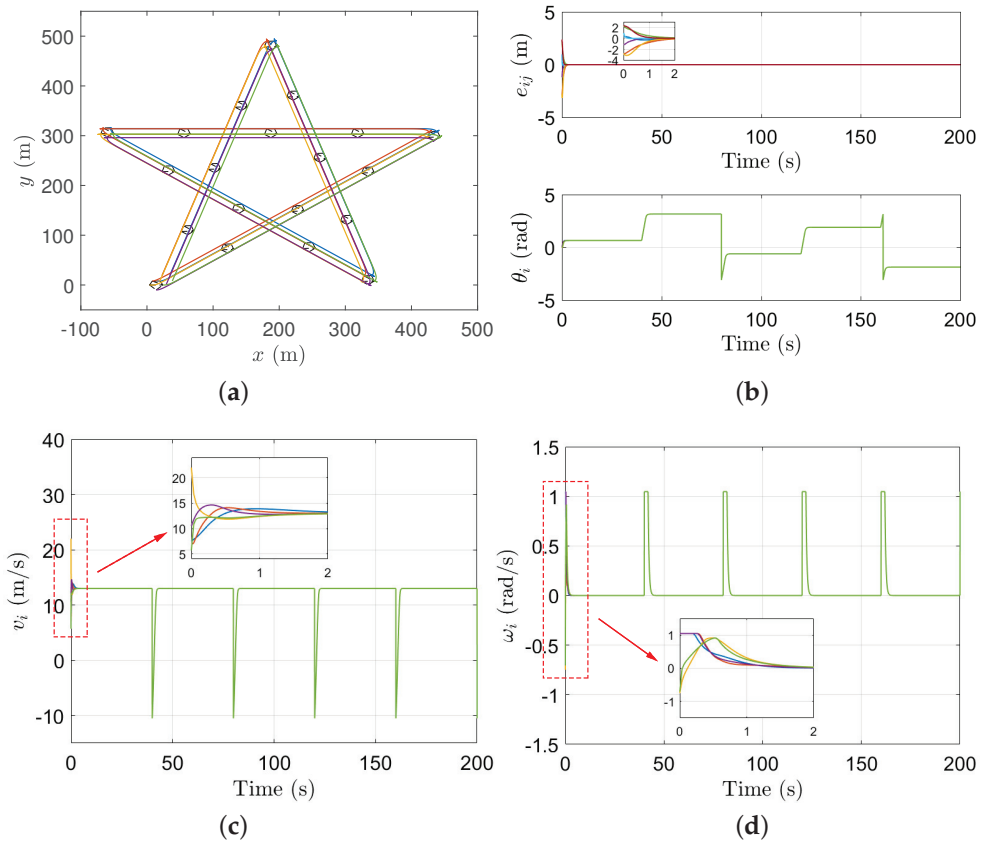 500
400
300
200
100
0
y (m)
-100 0 100 200 300 400 500
x (m)
(a)
5
0
-5
e_{ij} (m)
2
0
-2
-4
0 1 2
0 50 100 150 200
Time (s)
5
0
-5
θ_i (rad)
0 50 100 150 200
Time (s)
(b)
40
30
20
10
0
-10
v_i (m/s)
20
15
10
5
0 1 2
0 50 100 150 200
Time (s)
(c)
1.5
1
0.5
0
-0.5
-1
-1.5
ω_i (rad/s)
1
0
-1
0 1 2
0 50 100 150 200
Time (s)
(d)